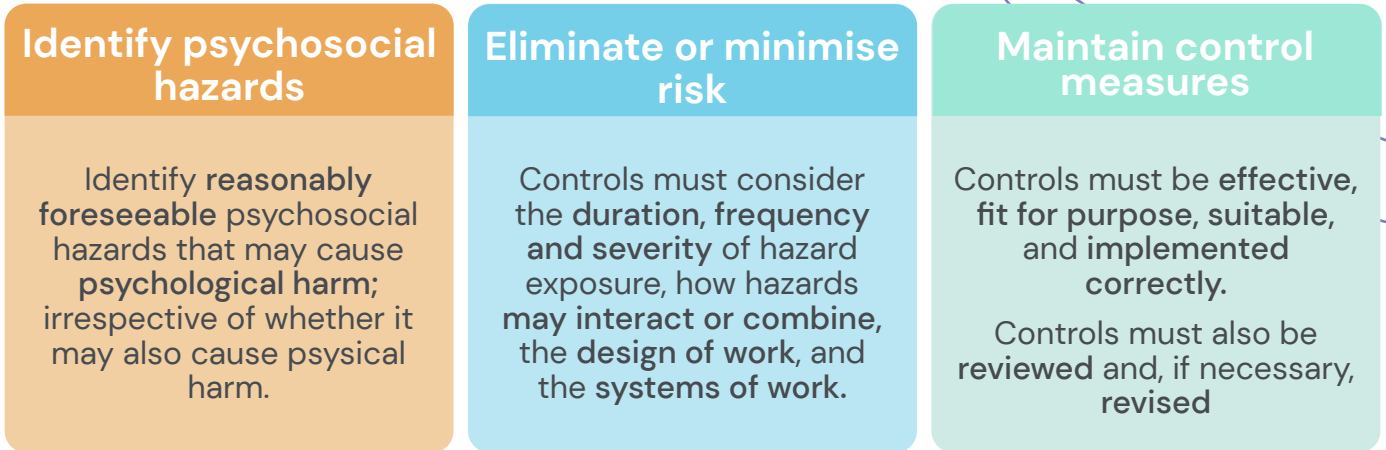 Identify psychosocial
hazards
Identify reasonably
foreseeable psychosocial
hazards that may cause
psychological harm;
irrespective of whether it
may also cause psysical
harm.
Eliminate or minimise
risk
Controls must consider
the duration, frequency
and severity of hazard
exposure, how hazards
may interact or combine,
the design of work, and
the systems of work.
Maintain control
measures
Controls must be effective,
fit for purpose, suitable,
and implemented
correctly.
Controls must also be
reviewed and, if necessary,
revised